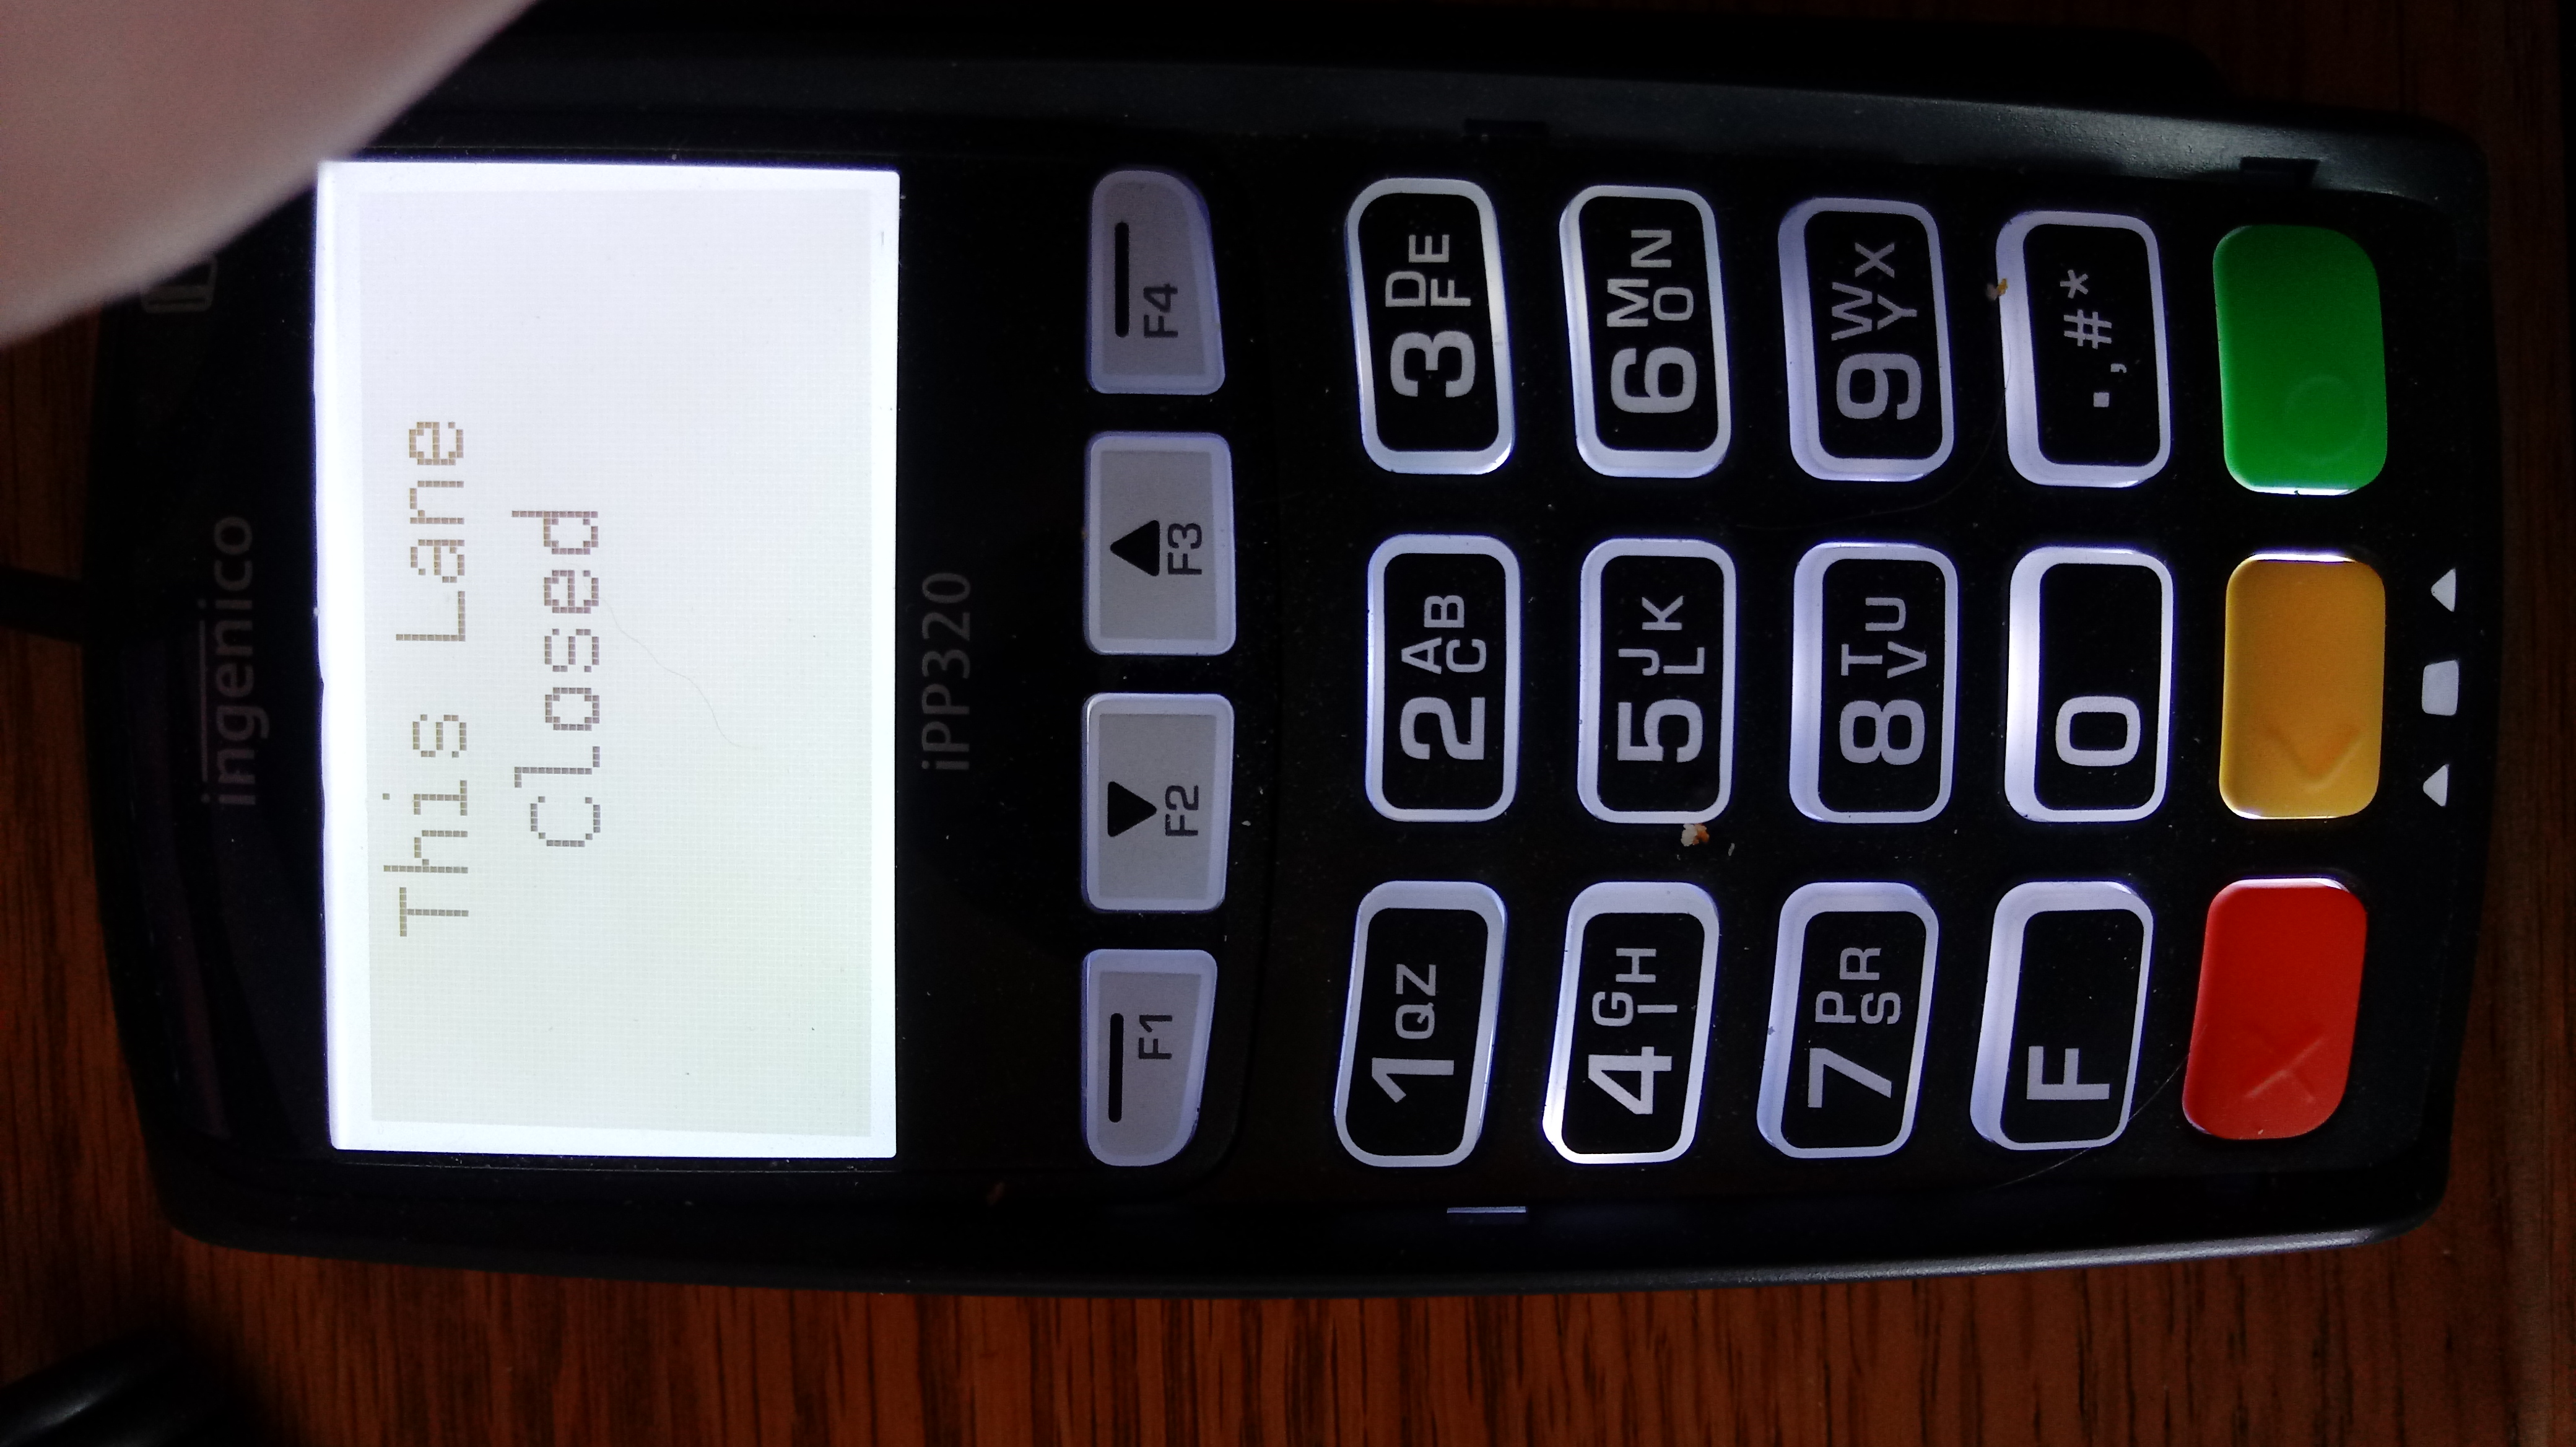 ingenico
This Lane
Closed
iPP320
F1 F2 F3 F4
1 QZ 2 ABC 3 DEF
4 GHI 5 JKL 6 MNO
7 PRS 8 TUV 9 WXY
F 0 .,#*